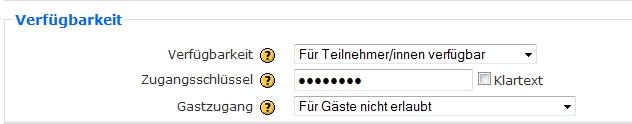 Verfügbarkeit
Verfügbarkeit ? Für Teilnehmer/innen verfügbar
Zugangsschlüssel ? •••••••• Klartext
Gastzugang ? Für Gäste nicht erlaubt